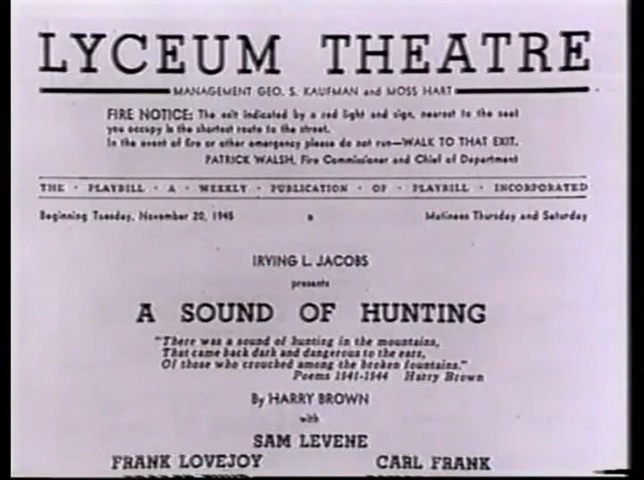 LYCEUM THEATRE
MANAGEMENT GEO. S. KAUFMAN and MOSS HART
FIRE NOTICE: The exit indicated by a red light and sign, nearest to the seat
you occupy is the shortest route to the street.
In the event of fire or other emergency please do not run—WALK TO THAT EXIT.
PATRICK WALSH, Fire Commissioner and Chief of Department
THE · PLAYBILL · A · WEEKLY · PUBLICATION · OF · PLAYBILL · INCORPORATED
Beginning Tuesday, November 20, 1945 Matinees Thursday and Saturday
IRVING L. JACOBS
presents
A SOUND OF HUNTING
"There was a sound of hunting in the mountains,
That came back dark and dangerous to the ears,
Of those who crouched among the broken fountains."
Poems 1941-1944 Harry Brown
By HARRY BROWN
with
SAM LEVENE
FRANK LOVEJOY CARL FRANK